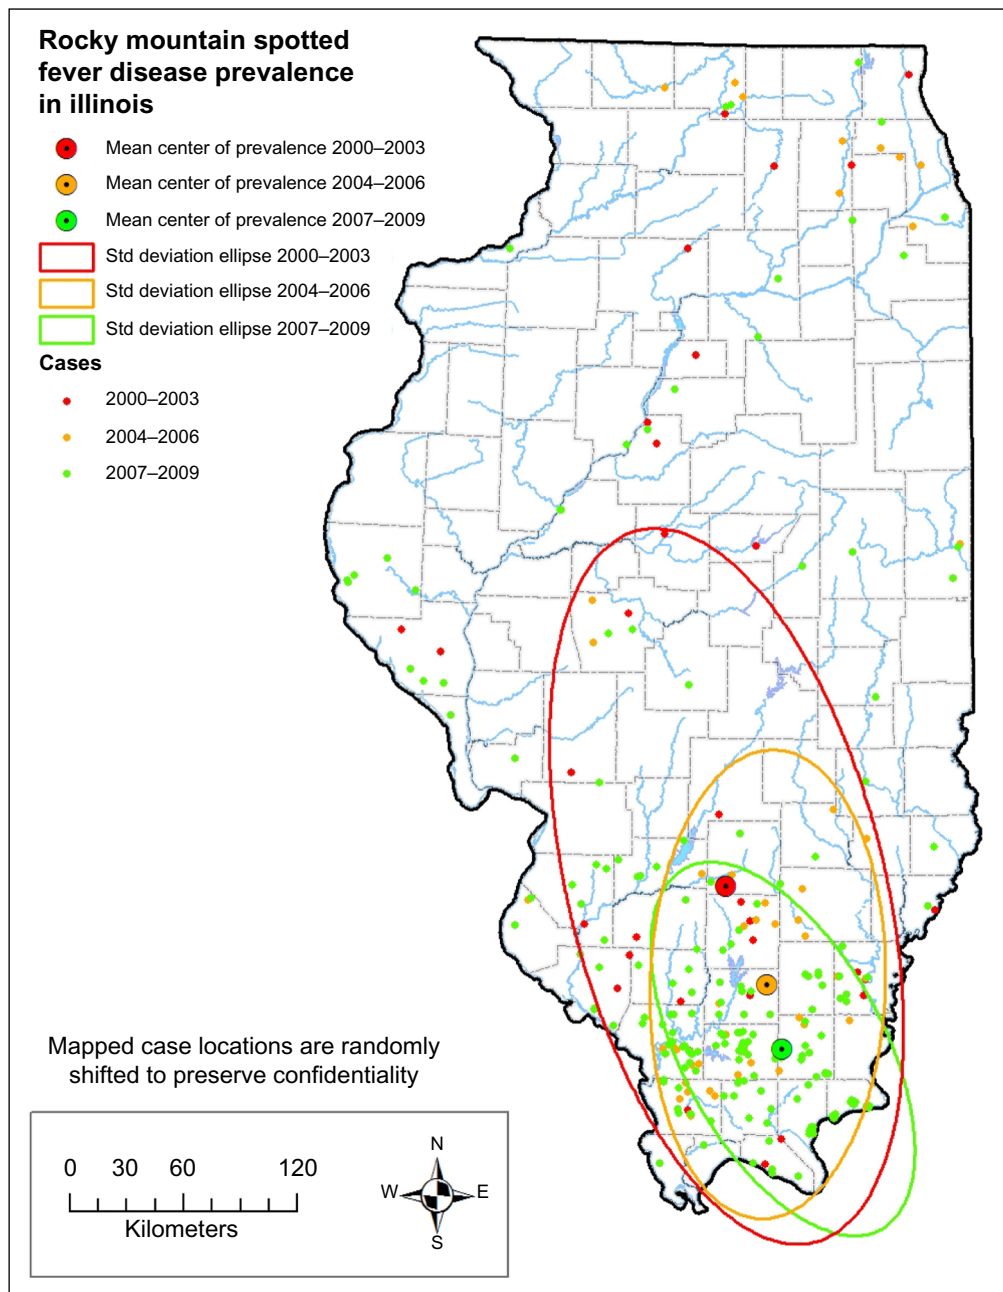 Rocky mountain spotted
fever disease prevalence
in illinois
Mean center of prevalence 2000–2003
Mean center of prevalence 2004–2006
Mean center of prevalence 2007–2009
Std deviation ellipse 2000–2003
Std deviation ellipse 2004–2006
Std deviation ellipse 2007–2009
Cases
2000–2003
2004–2006
2007–2009
Mapped case locations are randomly
shifted to preserve confidentiality
0 30 60 120
Kilometers
N
W E
S